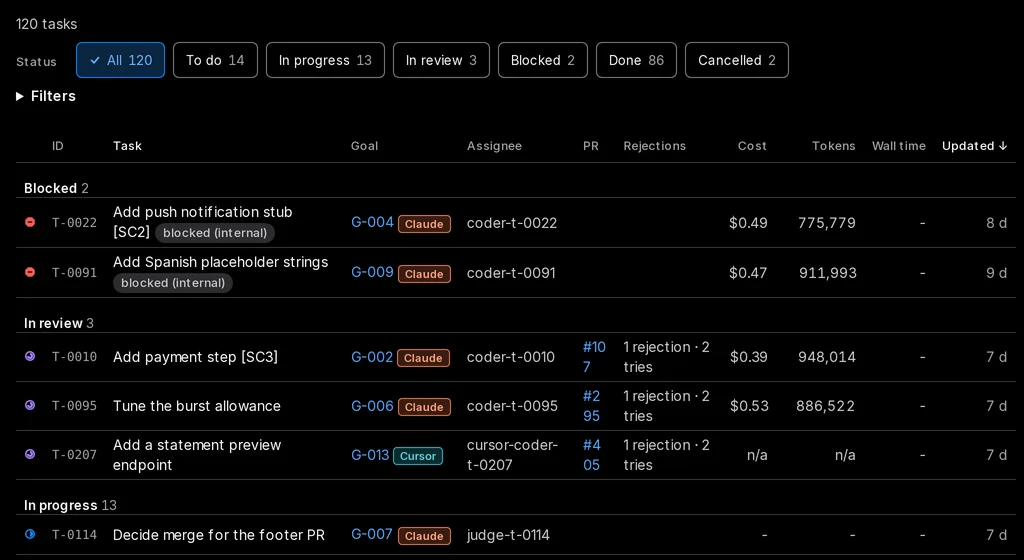 120 tasks
Status ✓ All 120 To do 14 In progress 13 In review 3 Blocked 2 Done 86 Cancelled 2
▶ Filters
ID Task Goal Assignee PR Rejections Cost Tokens Wall time Updated ↓
Blocked 2
T-0022 Add push notification stub [SC2] blocked (internal) G-004 Claude coder-t-0022 $0.49 775,779 - 8 d
T-0091 Add Spanish placeholder strings blocked (internal) G-009 Claude coder-t-0091 $0.47 911,993 - 9 d
In review 3
T-0010 Add payment step [SC3] G-002 Claude coder-t-0010 #107 1 rejection · 2 tries $0.39 948,014 - 7 d
T-0095 Tune the burst allowance G-006 Claude coder-t-0095 #295 1 rejection · 2 tries $0.53 886,522 - 7 d
T-0207 Add a statement preview endpoint G-013 Cursor cursor-coder-t-0207 #405 1 rejection · 2 tries n/a n/a - 7 d
In progress 13
T-0114 Decide merge for the footer PR G-007 Claude judge-t-0114 - - - 7 d